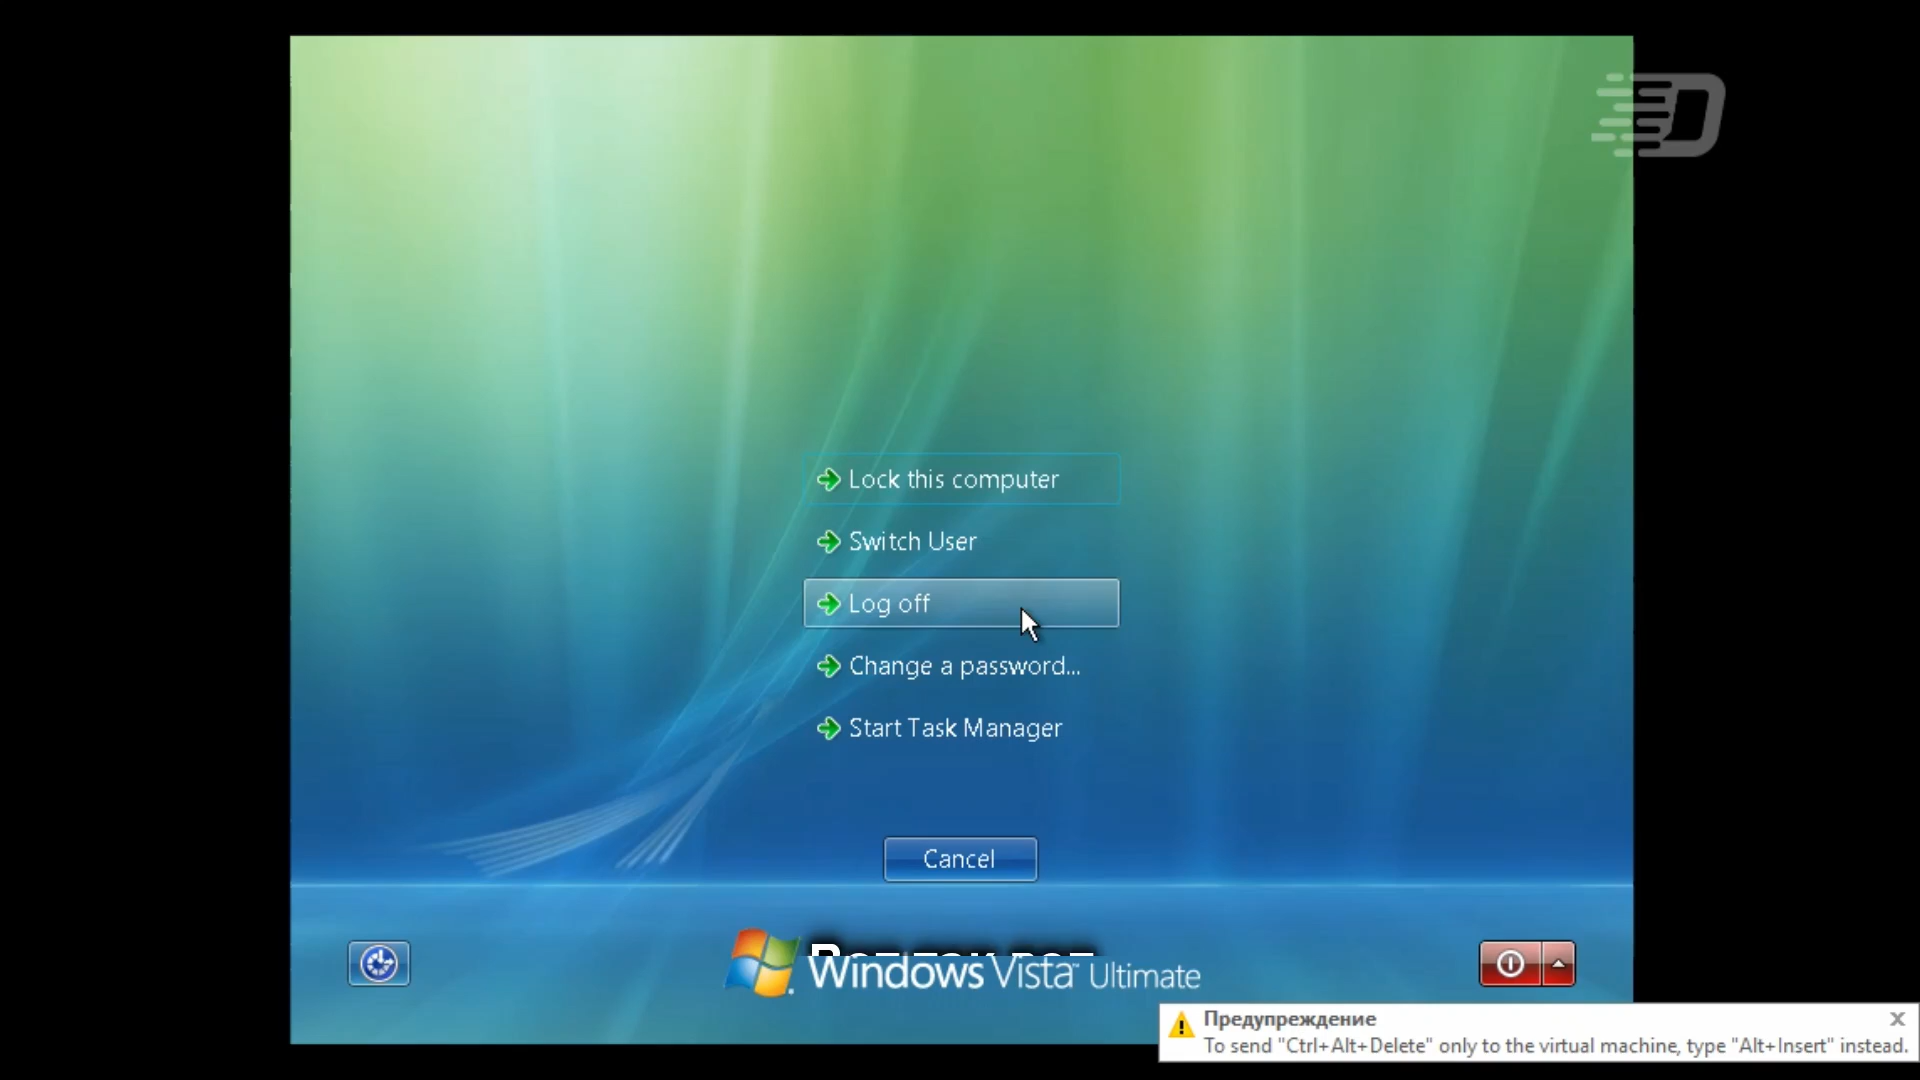 Lock this computer
Switch User
Log off
Change a password...
Start Task Manager
Cancel
Windows Vista™ Ultimate
Предупреждение
To send "Ctrl+Alt+Delete" only to the virtual machine, type "Alt+Insert" instead.